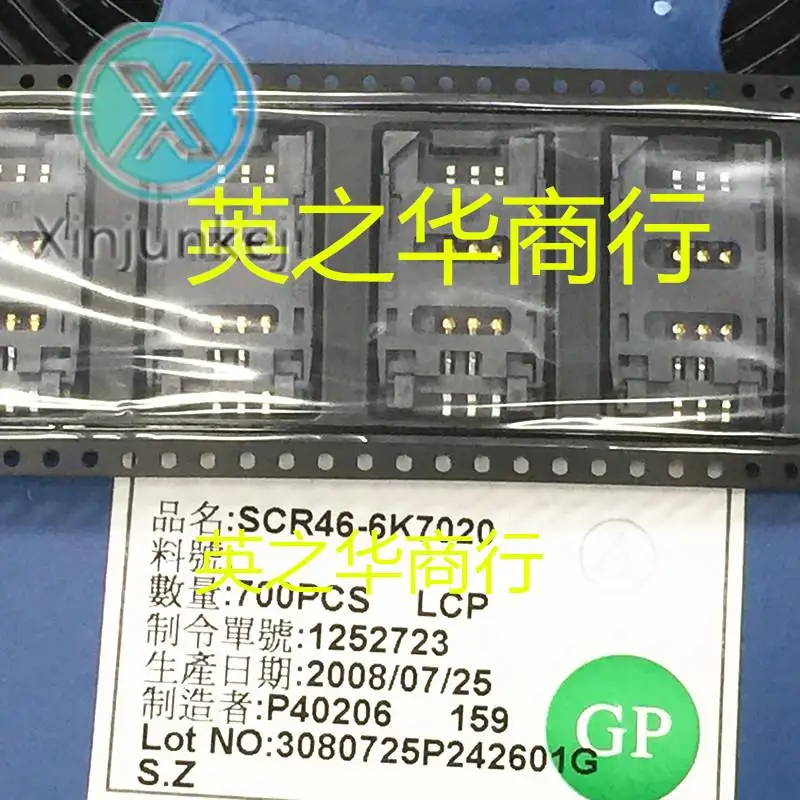 X
Xinjunkeji
英之华商行
品名:SCR46-6K7020
料號
英之华商行
數量:700PCS LCP
制令單號:1252723
生產日期:2008/07/25
制造者:P40206 159
Lot NO:3080725P242601G
S.Z
GP